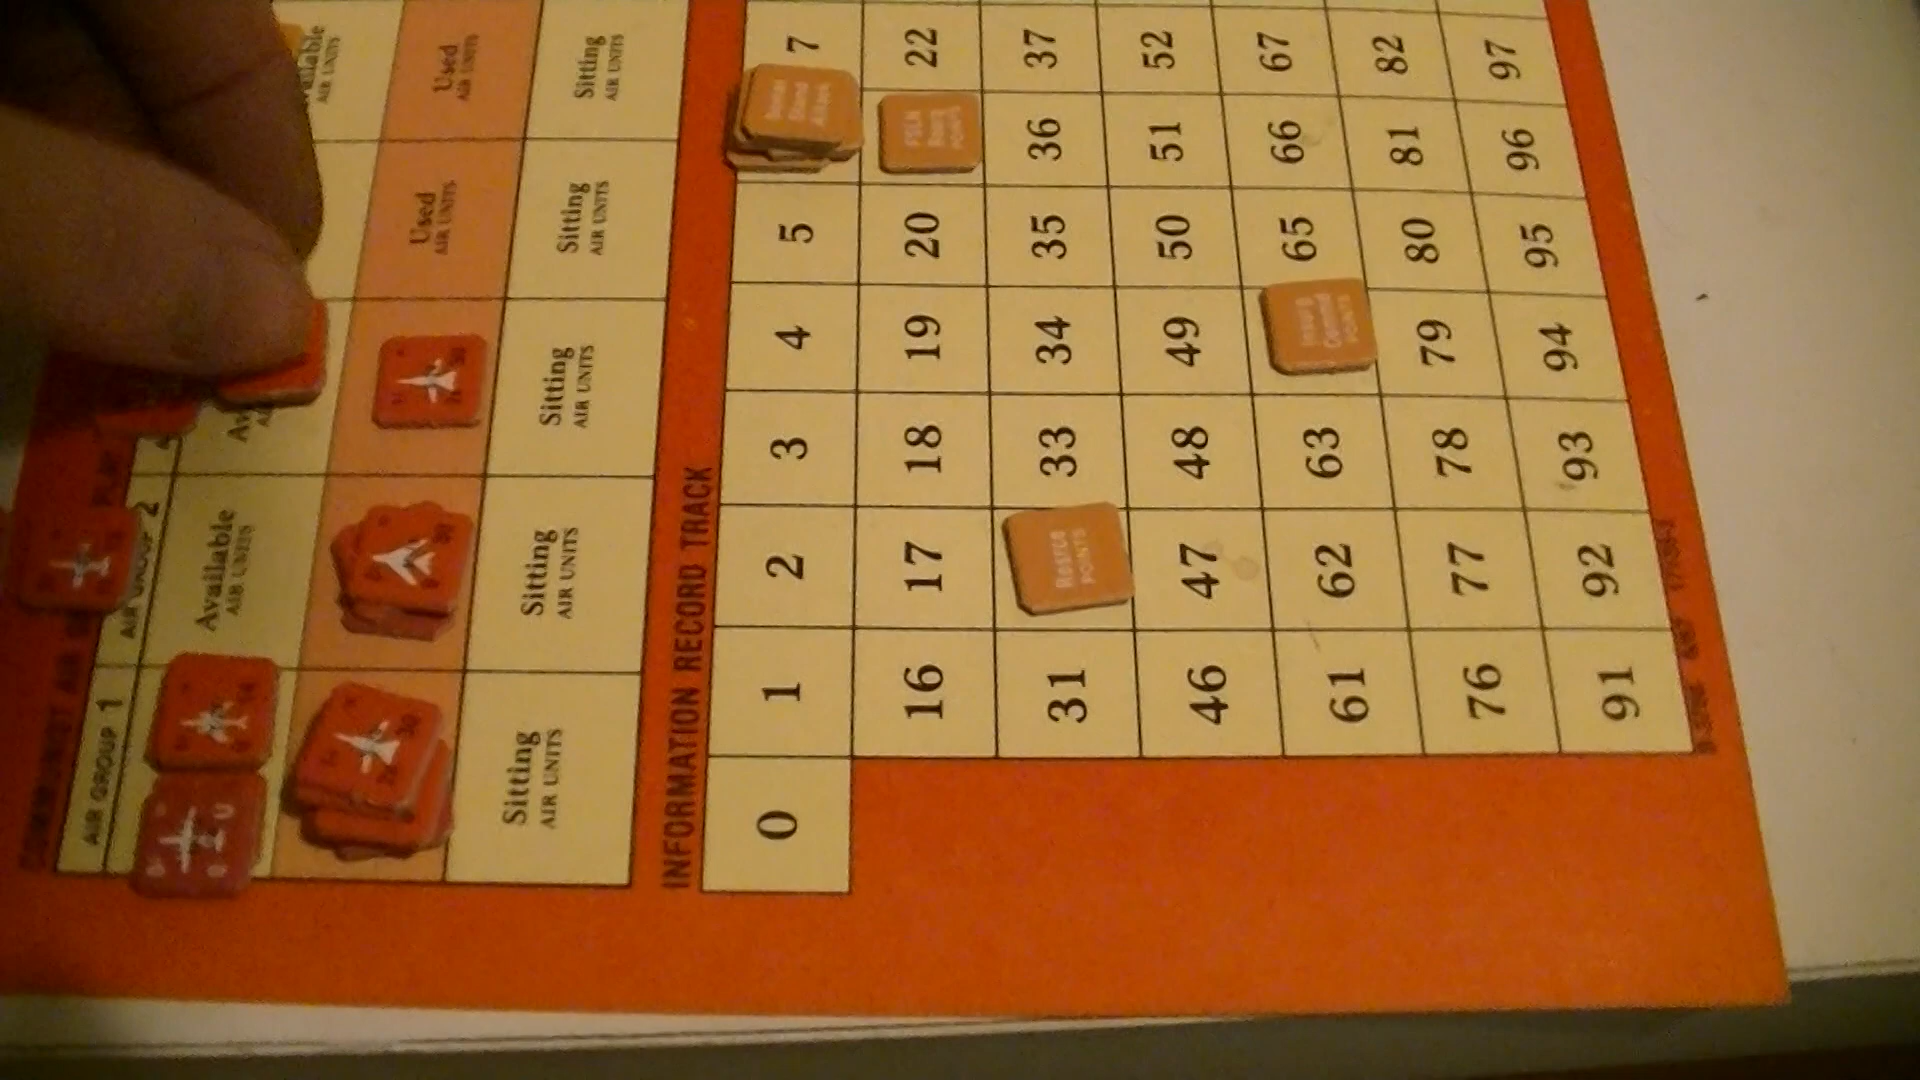 AIR GROUP 1
AIR GROUP 2
Available
AIR UNITS
Used
AIR UNITS
Used
AIR UNITS
Sitting
AIR UNITS
Sitting
AIR UNITS
Sitting
AIR UNITS
Sitting
AIR UNITS
Sitting
AIR UNITS
INFORMATION RECORD TRACK
0 1 2 3 4 5 7
16 17 18 19 20 22
31 33 34 35 36 37
46 47 48 49 50 51 52
61 62 63 65 66 67
76 77 78 79 80 81 82
91 92 93 94 95 96 97
POINTS
POINTS
POINTS